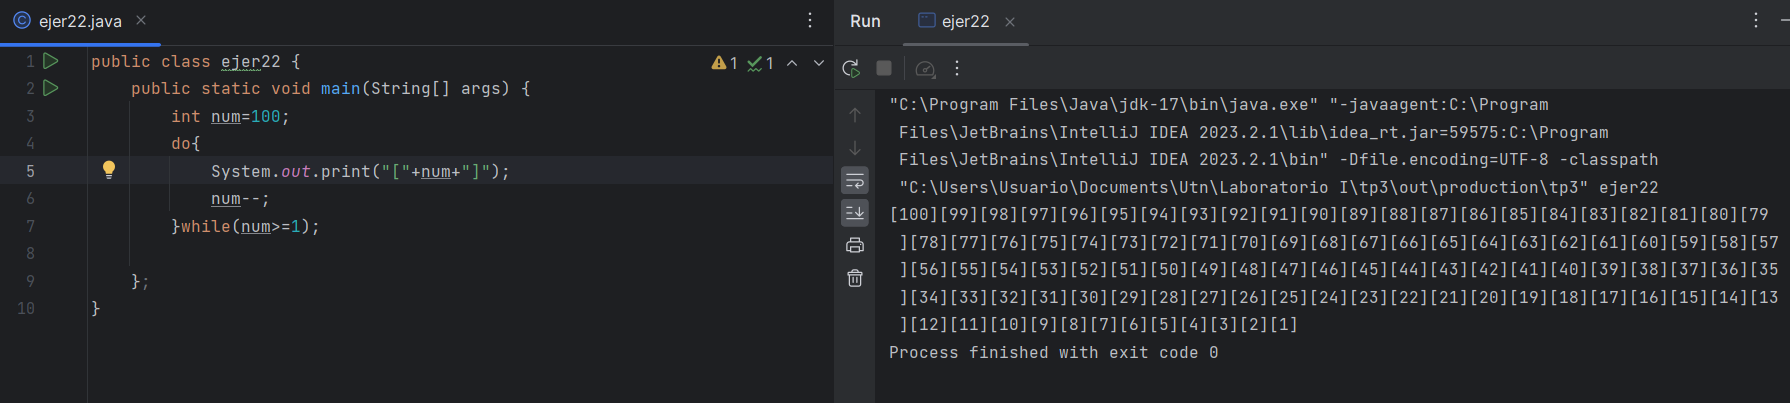 ejer22.java
1 public class ejer22 {
2 public static void main(String[] args) {
3 int num=100;
4 do{
5 System.out.print("["+num+"]");
6 num--;
7 }while(num>=1);
8
9 };
10 }
1 1
Run ejer22
"C:\Program Files\Java\jdk-17\bin\java.exe" "-javaagent:C:\Program
Files\JetBrains\IntelliJ IDEA 2023.2.1\lib\idea_rt.jar=59575:C:\Program
Files\JetBrains\IntelliJ IDEA 2023.2.1\bin" -Dfile.encoding=UTF-8 -classpath
"C:\Users\Usuario\Documents\Utn\Laboratorio I\tp3\out\production\tp3" ejer22
[100][99][98][97][96][95][94][93][92][91][90][89][88][87][86][85][84][83][82][81][80][79
][78][77][76][75][74][73][72][71][70][69][68][67][66][65][64][63][62][61][60][59][58][57
][56][55][54][53][52][51][50][49][48][47][46][45][44][43][42][41][40][39][38][37][36][35
][34][33][32][31][30][29][28][27][26][25][24][23][22][21][20][19][18][17][16][15][14][13
][12][11][10][9][8][7][6][5][4][3][2][1]
Process finished with exit code 0